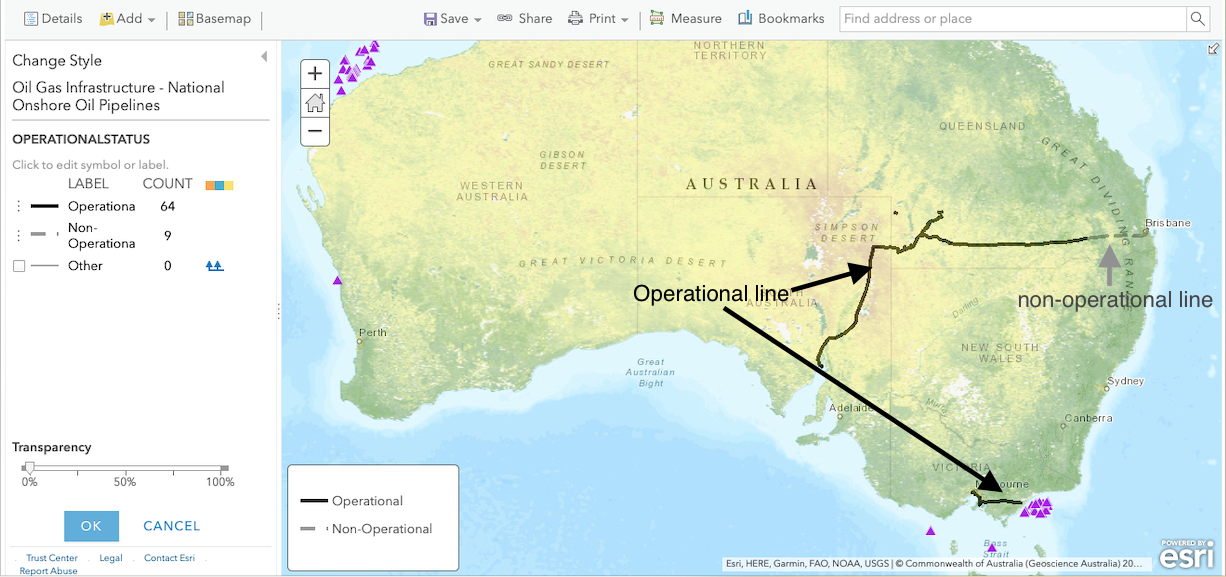 Details
Add
Basemap
Save
Share
Print
Measure
Bookmarks
Find address or place
Change Style
Oil Gas Infrastructure - National
Onshore Oil Pipelines
OPERATIONALSTATUS
Click to edit symbol or label.
LABEL COUNT
Operationa 64
Non-
Operationa 9
Other 0
Transparency
0% 50% 100%
OK CANCEL
Trust Center Legal Contact Esri
Report Abuse
+
−
NORTHERN
TERRITORY
GREAT SANDY DESERT
QUEENSLAND
GREAT DIVIDING RANGE
GIBSON
DESERT
WESTERN
AUSTRALIA
AUSTRALIA
SIMPSON
DESERT
Brisbane
GREAT VICTORIA DESERT
Operational line
AUSTRALIA
non-operational line
Darling
Perth
NEW SOUTH
WALES
Great
Australian
Bight
Sydney
Adelaide
Canberra
VICTORIA
Bass
Strait
Operational
Non-Operational
Esri, HERE, Garmin, FAO, NOAA, USGS | © Commonwealth of Australia (Geoscience Australia) 20...
POWERED BY
esri